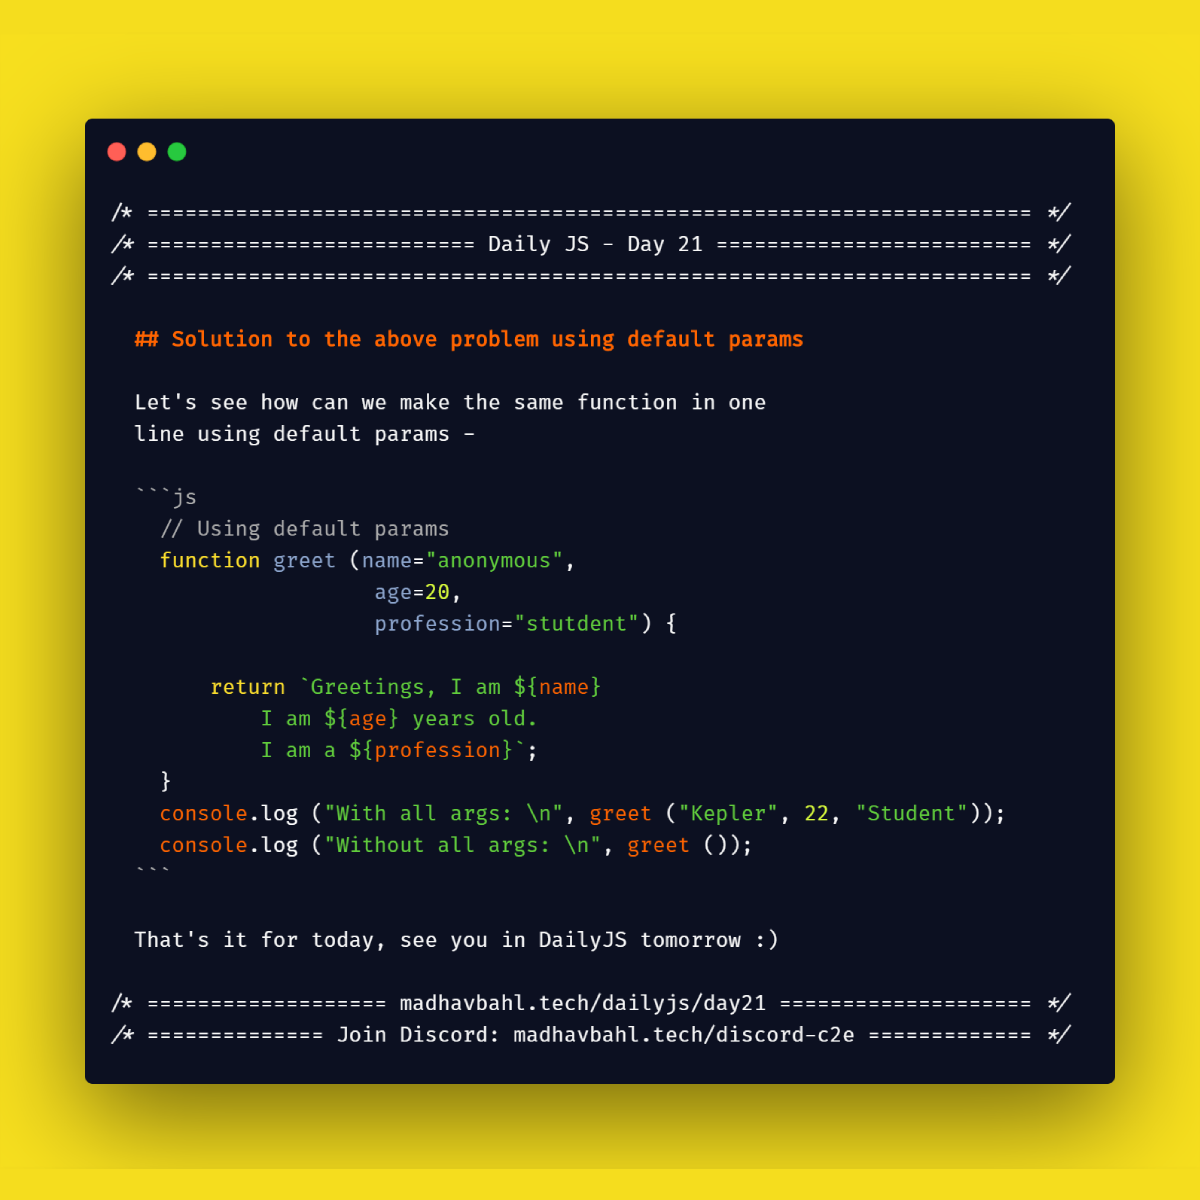 /* ====================================================================== */
/* ========================== Daily JS - Day 21 ========================= */
/* ====================================================================== */
## Solution to the above problem using default params
Let's see how can we make the same function in one
line using default params -
```js
// Using default params
function greet (name="anonymous",
age=20,
profession="stutdent") {
return `Greetings, I am ${name}
I am ${age} years old.
I am a ${profession}`;
}
console.log ("With all args: \n", greet ("Kepler", 22, "Student"));
console.log ("Without all args: \n", greet ());
```
That's it for today, see you in DailyJS tomorrow :)
/* =================== madhavbahl.tech/dailyjs/day21 ==================== */
/* ============== Join Discord: madhavbahl.tech/discord-c2e ============= */